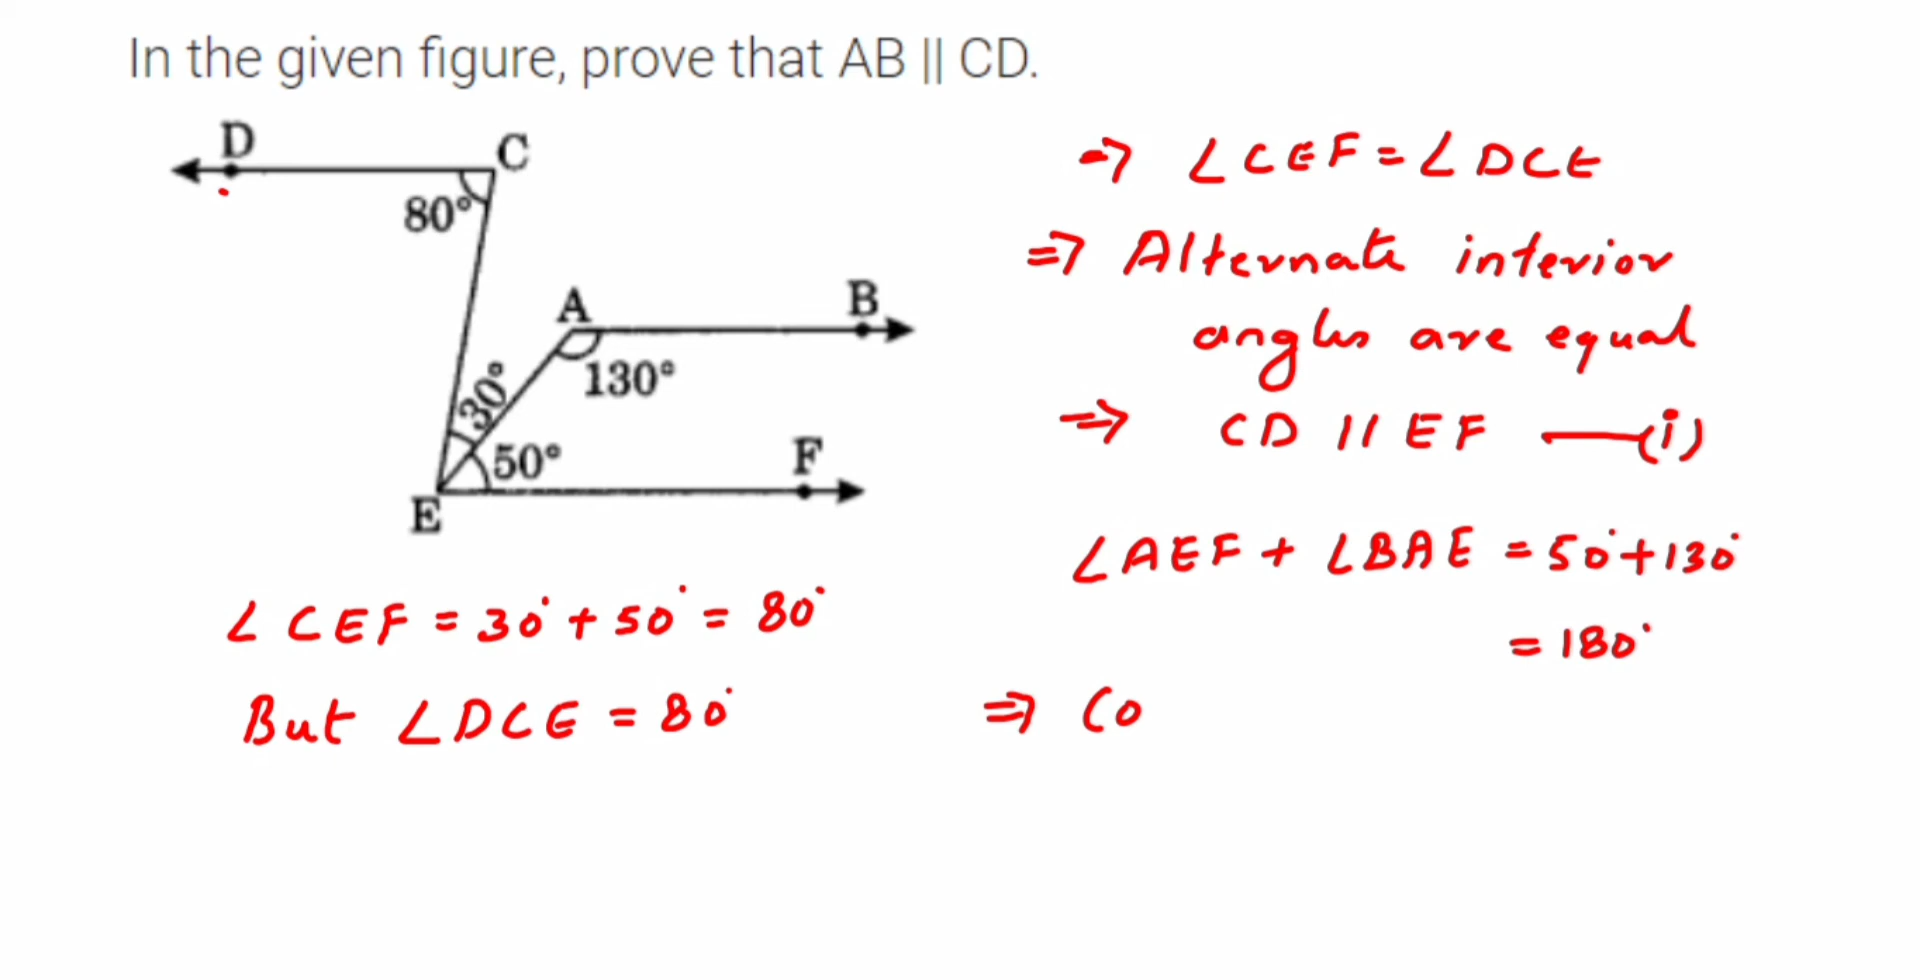 In the given figure, prove that AB || CD.
D
C
80°
A
B
130°
30°
50°
F
E
∠CEF = 30° + 50° = 80°
But ∠DCE = 80°
⇒ ∠CEF = ∠DCE
⇒ Alternate interior
angles are equal
⇒ CD || EF —(i)
∠AEF + ∠BAE = 50° + 130°
= 180°
⇒ Co